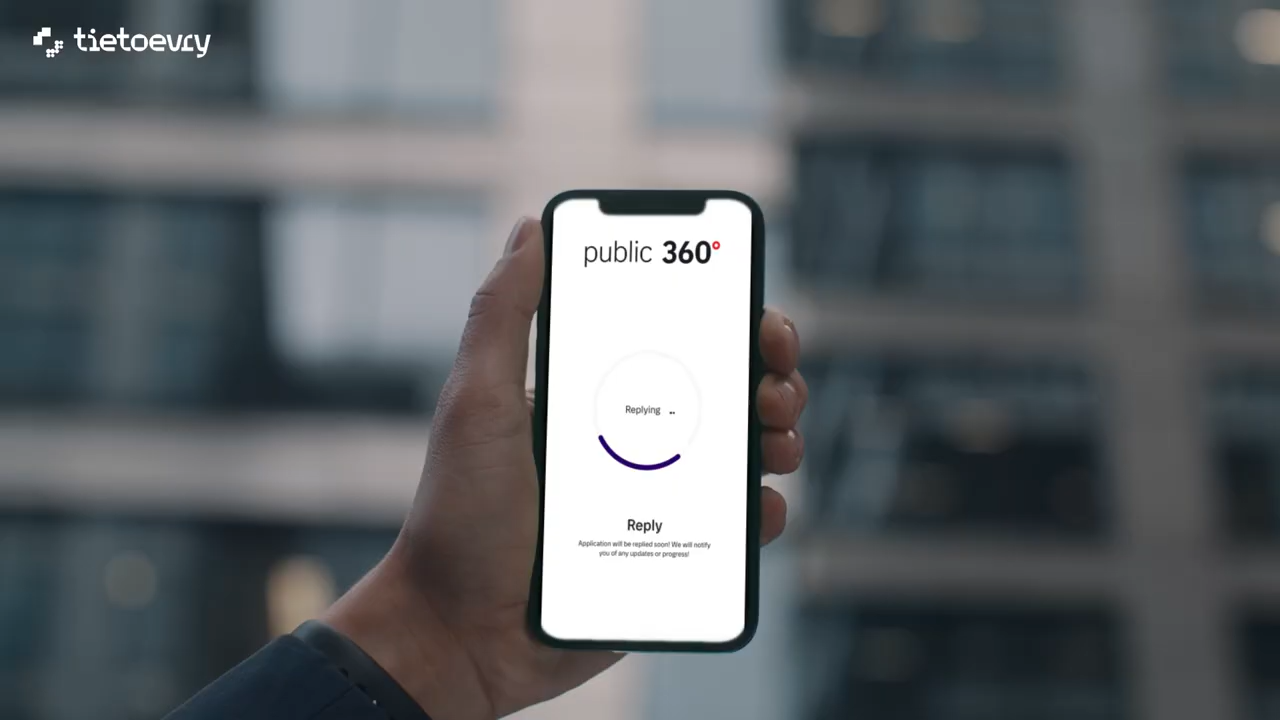 tietoevry
public 360°
Replying ..
Reply
Application will be replied soon! We will notify
you of any updates or progress!